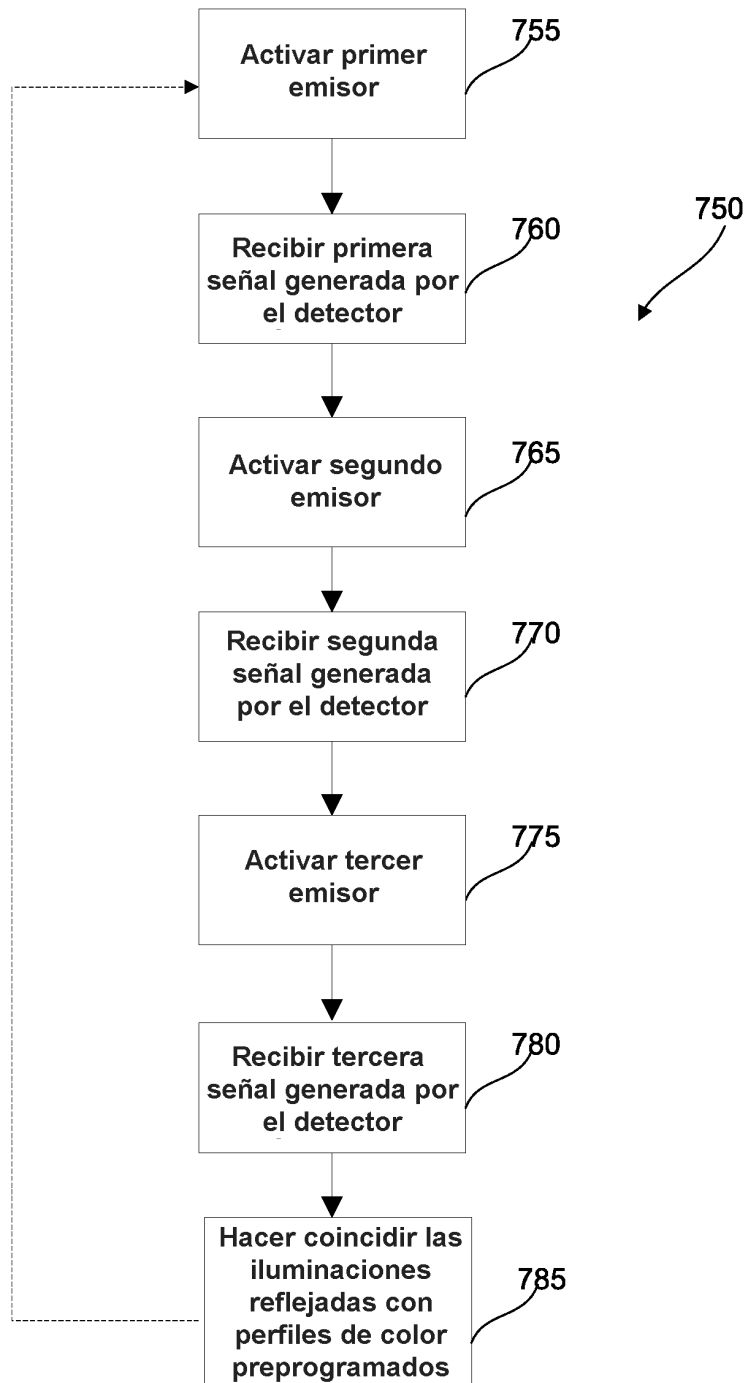 755
Activar primer
emisor
750
760
Recibir primera
señal generada por
el detector
765
Activar segundo
emisor
770
Recibir segunda
señal generada
por el detector
775
Activar tercer
emisor
780
Recibir tercera
señal generada por
el detector
785
Hacer coincidir las
iluminaciones
reflejadas con
perfiles de color
preprogramados